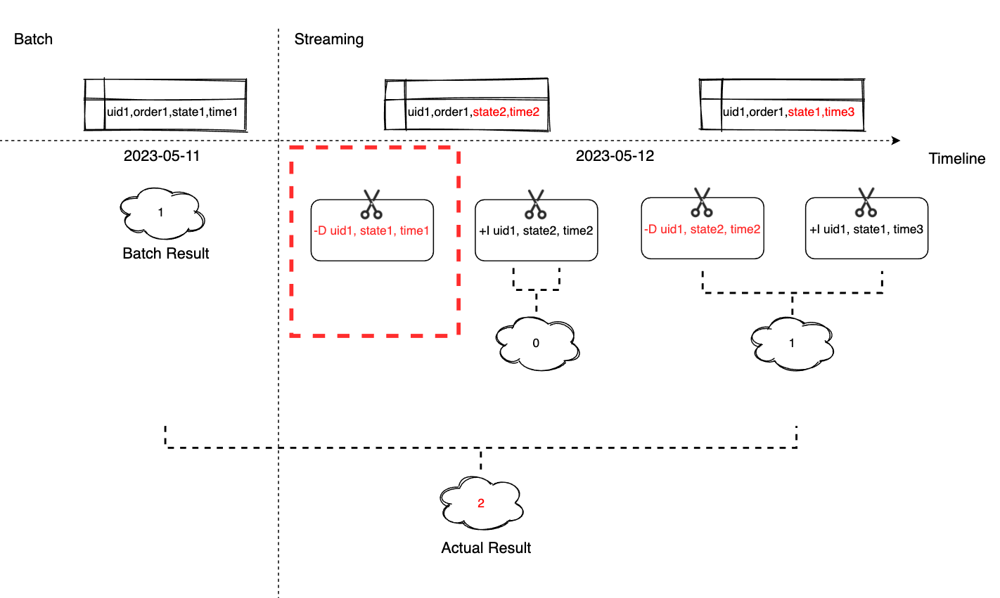 Batch
Streaming
uid1,order1,state1,time1
uid1,order1,state2,time2
uid1,order1,state1,time3
2023-05-11
2023-05-12
Timeline
1
Batch Result
-D uid1, state1, time1
+I uid1, state2, time2
-D uid1, state2, time2
+I uid1, state1, time3
0
1
2
Actual Result